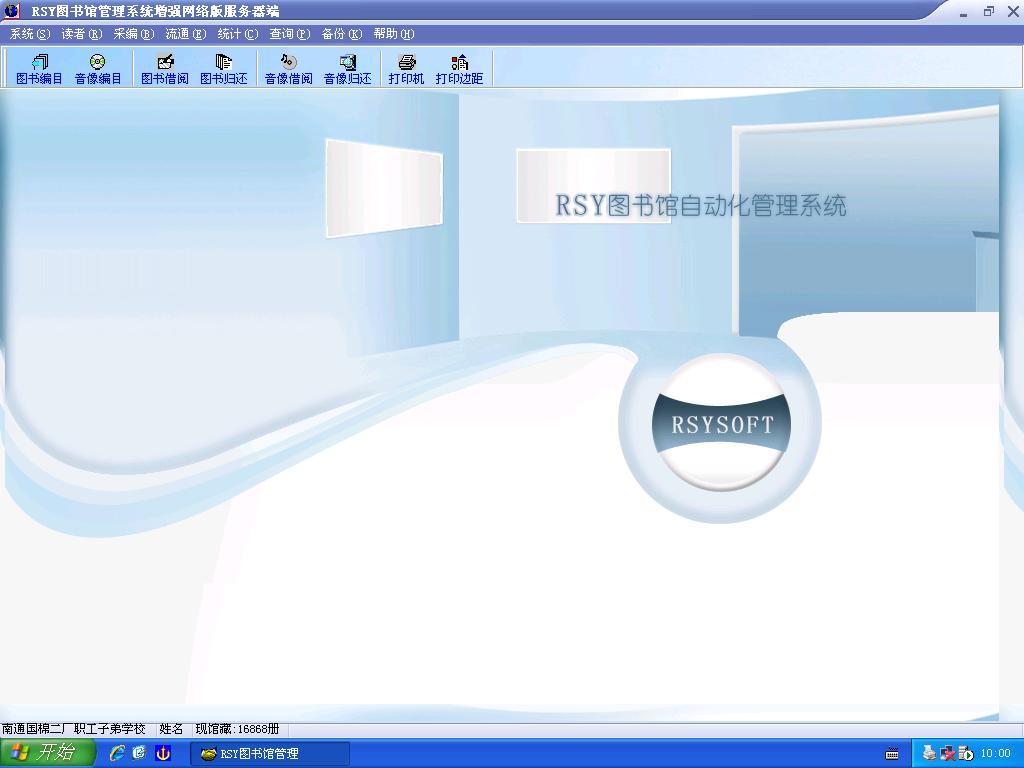 RSY图书馆管理系统增强网络版服务器端
系统(S) 读者(R) 采编(B) 流通(E) 统计(C) 查询(P) 备份(K) 帮助(H)
图书编目 音像编目 图书借阅 图书归还 音像借阅 音像归还 打印机 打印边距
RSY图书馆自动化管理系统
RSYSOFT
南通国棉二厂职工子弟学校 姓名 现馆藏:16868册
开始 RSY图书馆管理 10:00